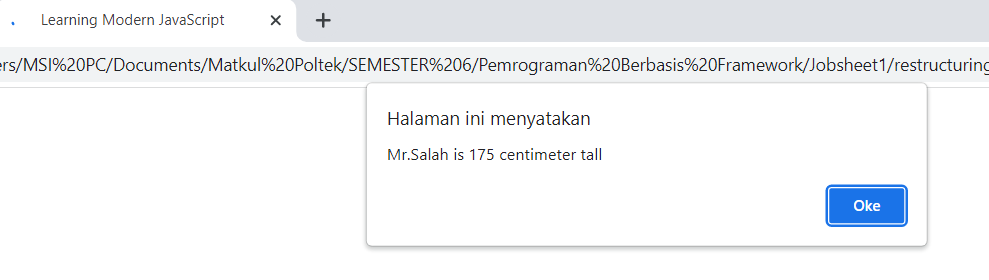 Learning Modern JavaScript
ers/MSI%20PC/Documents/Matkul%20Poltek/SEMESTER%206/Pemrograman%20Berbasis%20Framework/Jobsheet1/restructuring
Halaman ini menyatakan
Mr.Salah is 175 centimeter tall
Oke